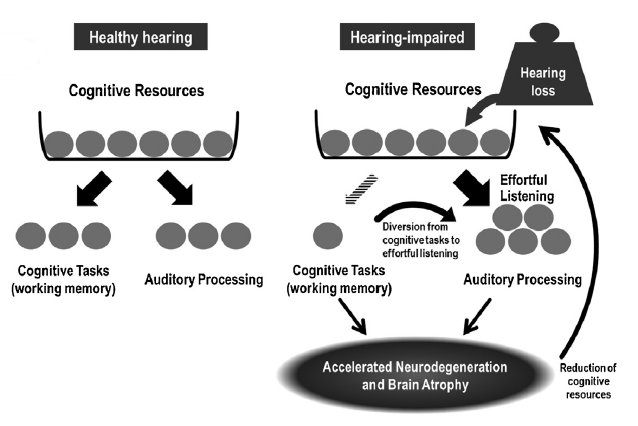 Healthy hearing
Cognitive Resources
Cognitive Tasks
(working memory)
Auditory Processing
Hearing-impaired
Cognitive Resources
Hearing
loss
Effortful
Listening
Diversion from
cognitive tasks to
effortful listening
Cognitive Tasks
(working memory)
Auditory Processing
Accelerated Neurodegeneration
and Brain Atrophy
Reduction of
cognitive
resources